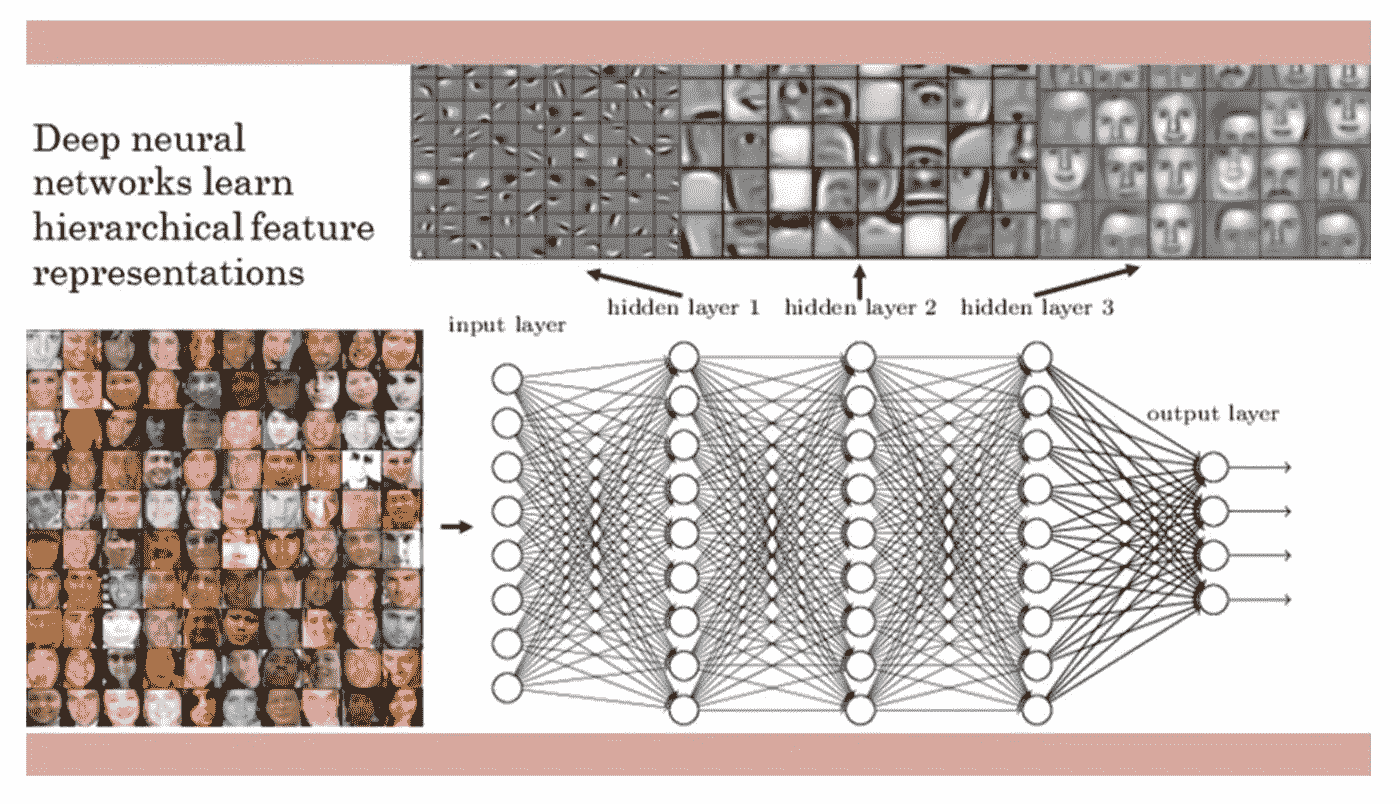 Deep neural
networks learn
hierarchical feature
representations
hidden layer 1 hidden layer 2 hidden layer 3
input layer
output layer